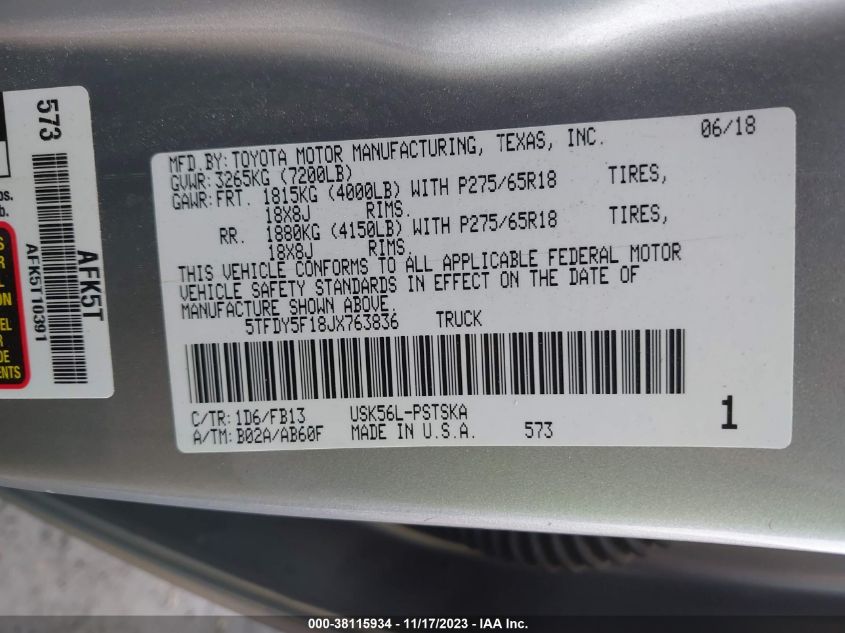 MFD.BY: TOYOTA MOTOR MANUFACTURING, TEXAS, INC. 06/18
GVWR: 3265KG (7200LB)
GAWR: FRT. 1815KG (4000LB) WITH P275/65R18 TIRES,
18X8J RIMS.
RR. 1880KG (4150LB) WITH P275/65R18 TIRES,
18X8J RIMS.
THIS VEHICLE CONFORMS TO ALL APPLICABLE FEDERAL MOTOR
VEHICLE SAFETY STANDARDS IN EFFECT ON THE DATE OF
MANUFACTURE SHOWN ABOVE.
5TFDY5F18JX763836 TRUCK
C/TR: 1D6/FB13 USK56L-PSTSKA
A/TM: B02A/AB60F MADE IN U.S.A. 573
1
573
AFK5T10391
AFK5T
000-38115934 - 11/17/2023 - IAA Inc.